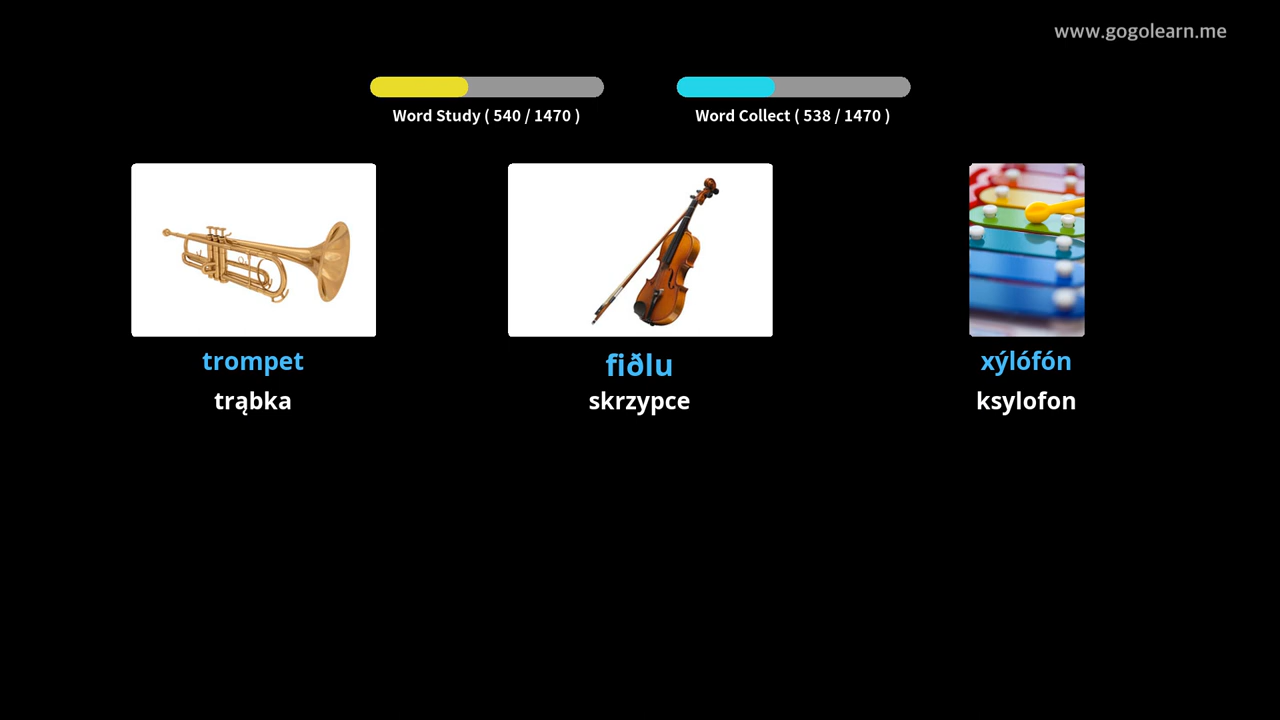 www.gogolearn.me
Word Study ( 540 / 1470 )
Word Collect ( 538 / 1470 )
trompet
fiðlu
xýlófón
trąbka
skrzypce
ksylofon